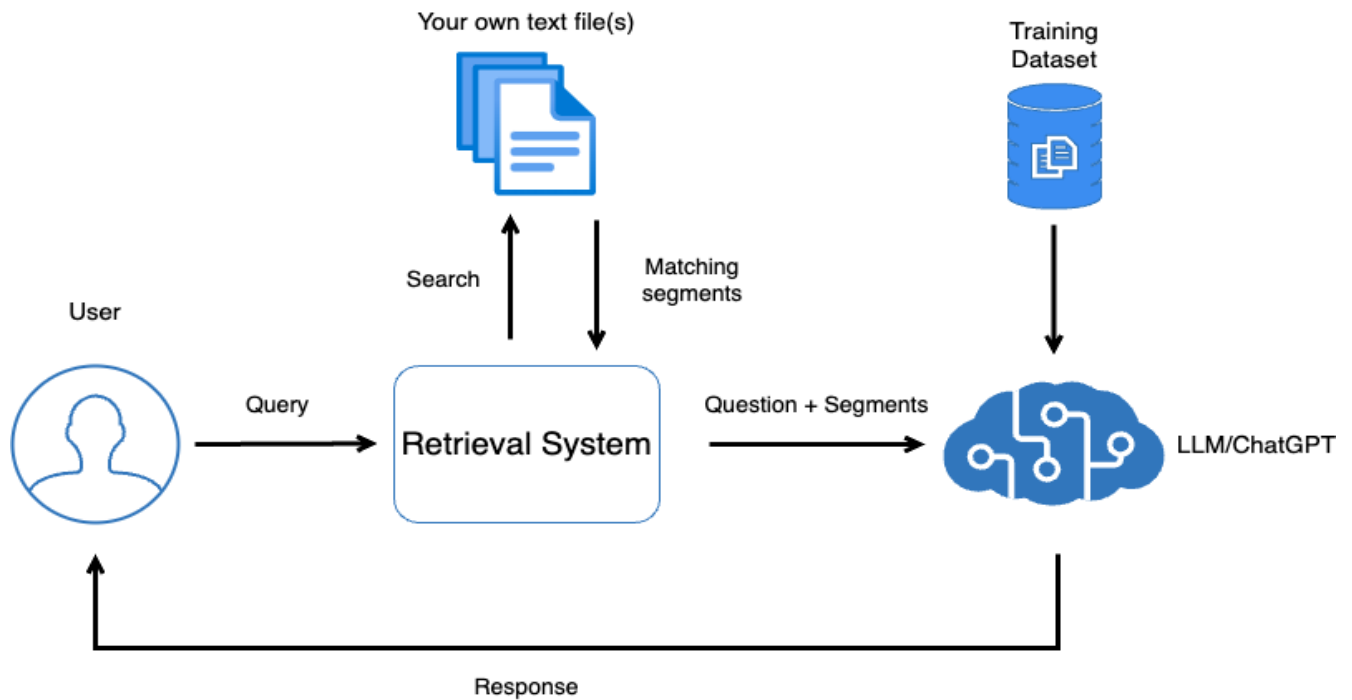 Your own text file(s)
Training
Dataset
Search
Matching
segments
User
Query
Retrieval System
Question + Segments
LLM/ChatGPT
Response